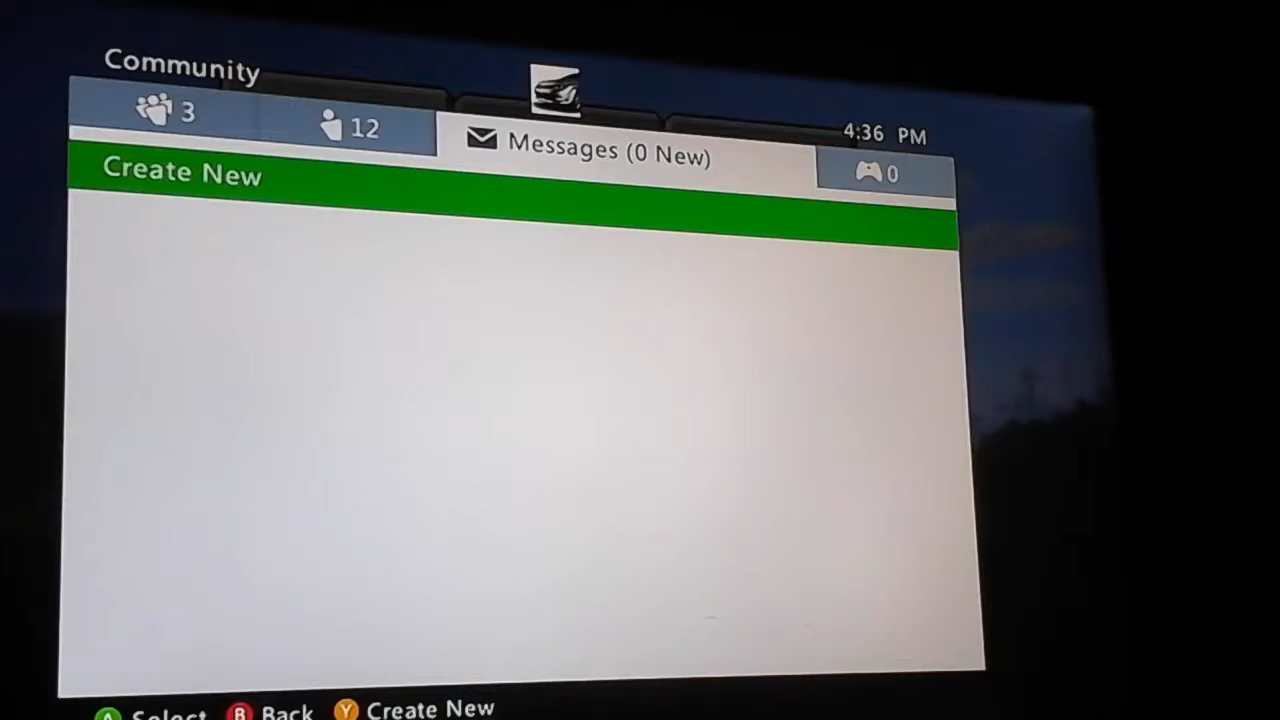 Community
3
12
Messages (0 New)
4:36 PM
0
Create New
A Select B Back Y Create New